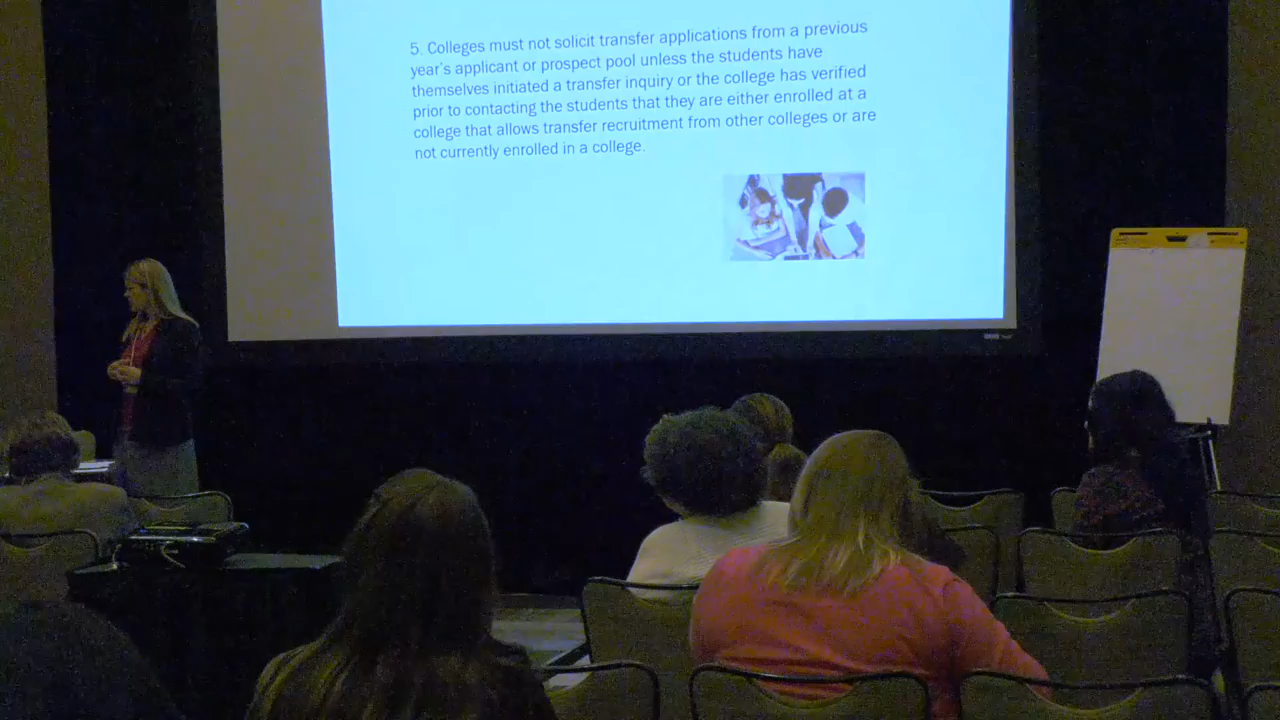 5. Colleges must not solicit transfer applications from a previous
year's applicant or prospect pool unless the students have
themselves initiated a transfer inquiry or the college has verified
prior to contacting the students that they are either enrolled at a
college that allows transfer recruitment from other colleges or are
not currently enrolled in a college.